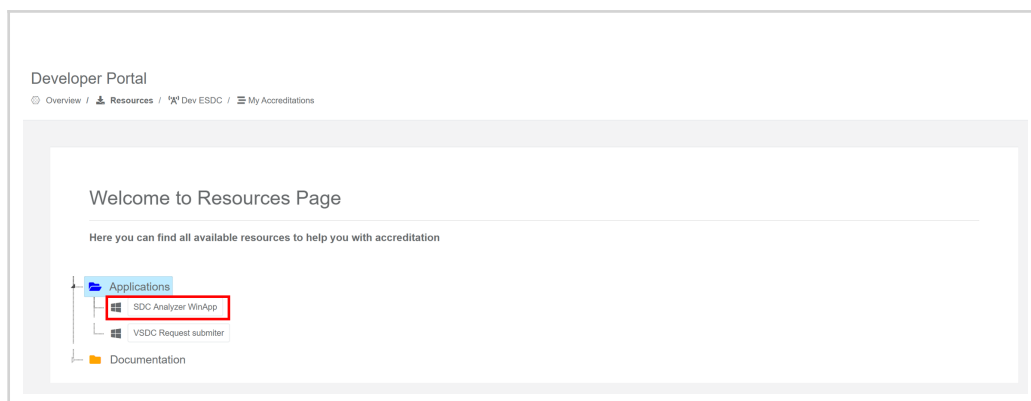 Developer Portal
Overview / Resources / Dev ESDC / My Accreditations
Welcome to Resources Page
Here you can find all available resources to help you with accreditation
Applications
SDC Analyzer WinApp
VSDC Request submiter
Documentation